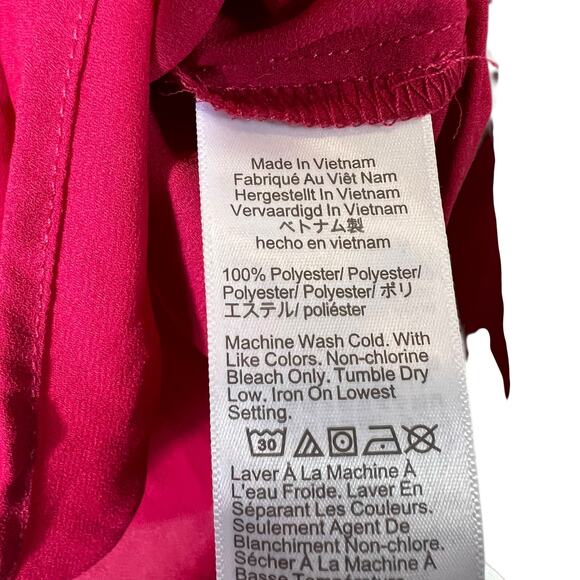 Made In Vietnam
Fabriqué Au Viêt Nam
Hergestellt In Vietnam
Vervaardigd In Vietnam
ベトナム製
hecho en vietnam
100% Polyester/ Polyester/
Polyester/ Polyester/ ポリ
エステル/ poliéster
Machine Wash Cold. With
Like Colors. Non-chlorine
Bleach Only. Tumble Dry
Low. Iron On Lowest
Setting.
30
Laver À La Machine À
L'eau Froide. Laver En
Séparant Les Couleurs.
Seulement Agent De
Blanchiment Non-chlore.
Sécher À La Machine À
Basse